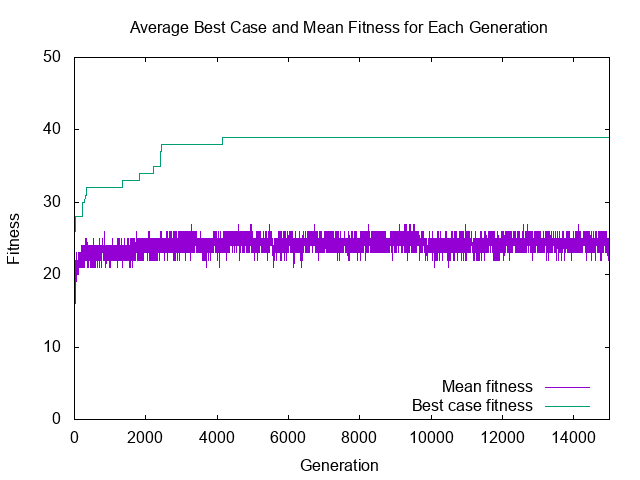 Average Best Case and Mean Fitness for Each Generation
50
40
30
20
10
0
Fitness
0 2000 4000 6000 8000 10000 12000 14000
Generation
Mean fitness
Best case fitness